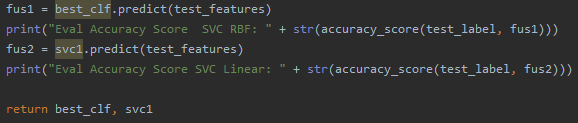 fus1 = best_clf.predict(test_features)
print("Eval Accuracy Score  SVC RBF: " + str(accuracy_score(test_label, fus1)))
fus2 = svc1.predict(test_features)
print("Eval Accuracy Score SVC Linear: " + str(accuracy_score(test_label, fus2)))
return best_clf, svc1